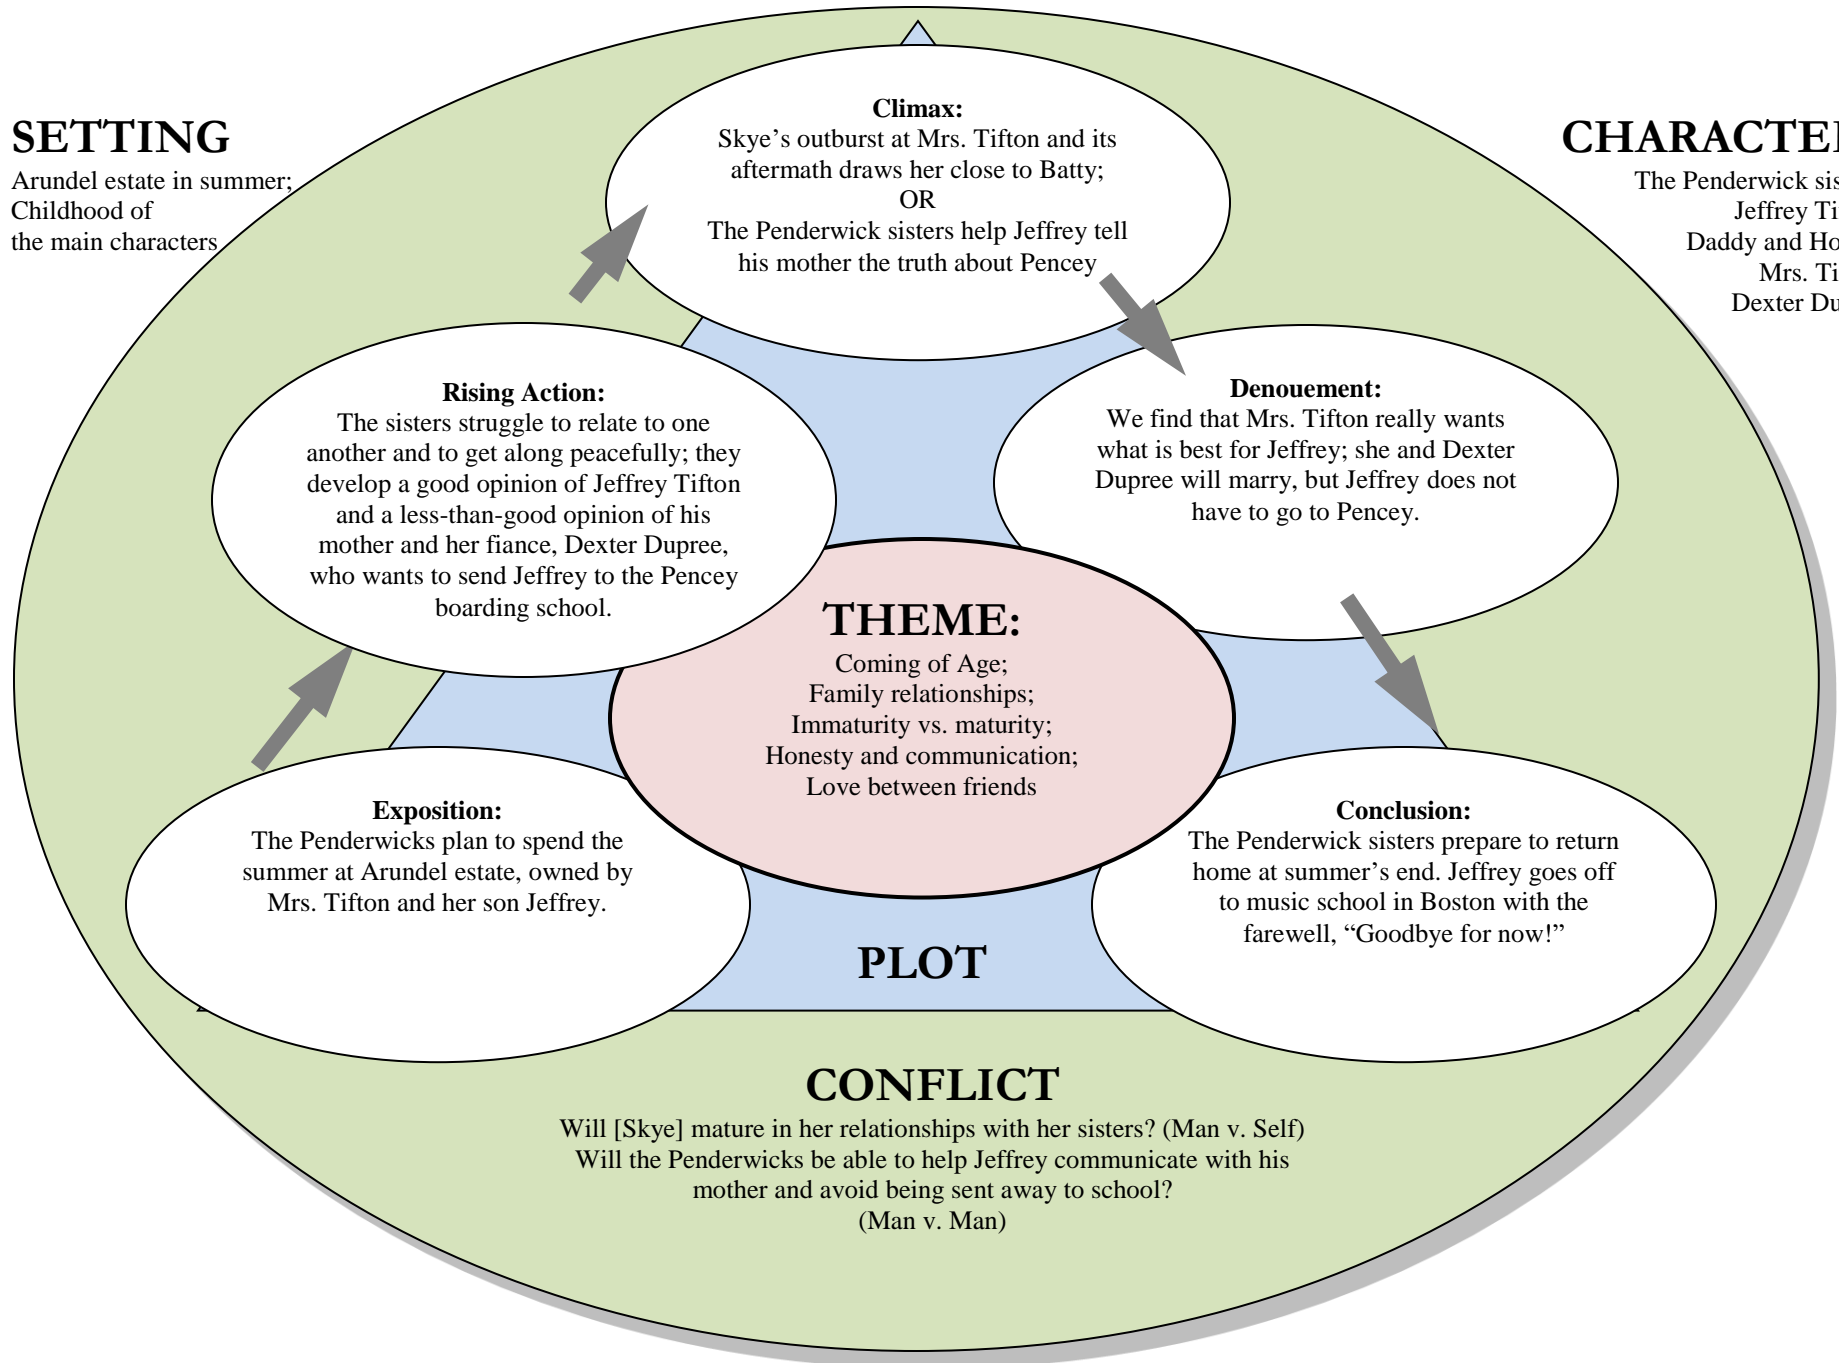 SETTING
Arundel estate in summer;
Childhood of
the main characters
Climax:
Skye’s outburst at Mrs. Tifton and its
aftermath draws her close to Batty;
OR
The Penderwick sisters help Jeffrey tell
his mother the truth about Pencey
The Penderwick
Jeffrey
Daddy and
Mrs.
Dexter
Rising Action:
The sisters struggle to relate to one
another and to get along peacefully; they
develop a good opinion of Jeffrey Tifton
and a less-than-good opinion of his
mother and her fiance, Dexter Dupree,
who wants to send Jeffrey to the Pencey
boarding school.
Denouement:
We find that Mrs. Tifton really wants
what is best for Jeffrey; she and Dexter
Dupree will marry, but Jeffrey does not
have to go to Pencey.
THEME:
Coming of Age;
Family relationships;
Immaturity vs. maturity;
Honesty and communication;
Love between friends
Exposition:
The Penderwicks plan to spend the
summer at Arundel estate, owned by
Mrs. Tifton and her son Jeffrey.
Conclusion:
The Penderwick sisters prepare to return
home at summer’s end. Jeffrey goes off
to music school in Boston with the
farewell, “Goodbye for now!”
PLOT
CONFLICT
Will [Skye] mature in her relationships with her sisters? (Man v. Self)
Will the Penderwicks be able to help Jeffrey communicate with his
mother and avoid being sent away to school?
(Man v. Man)